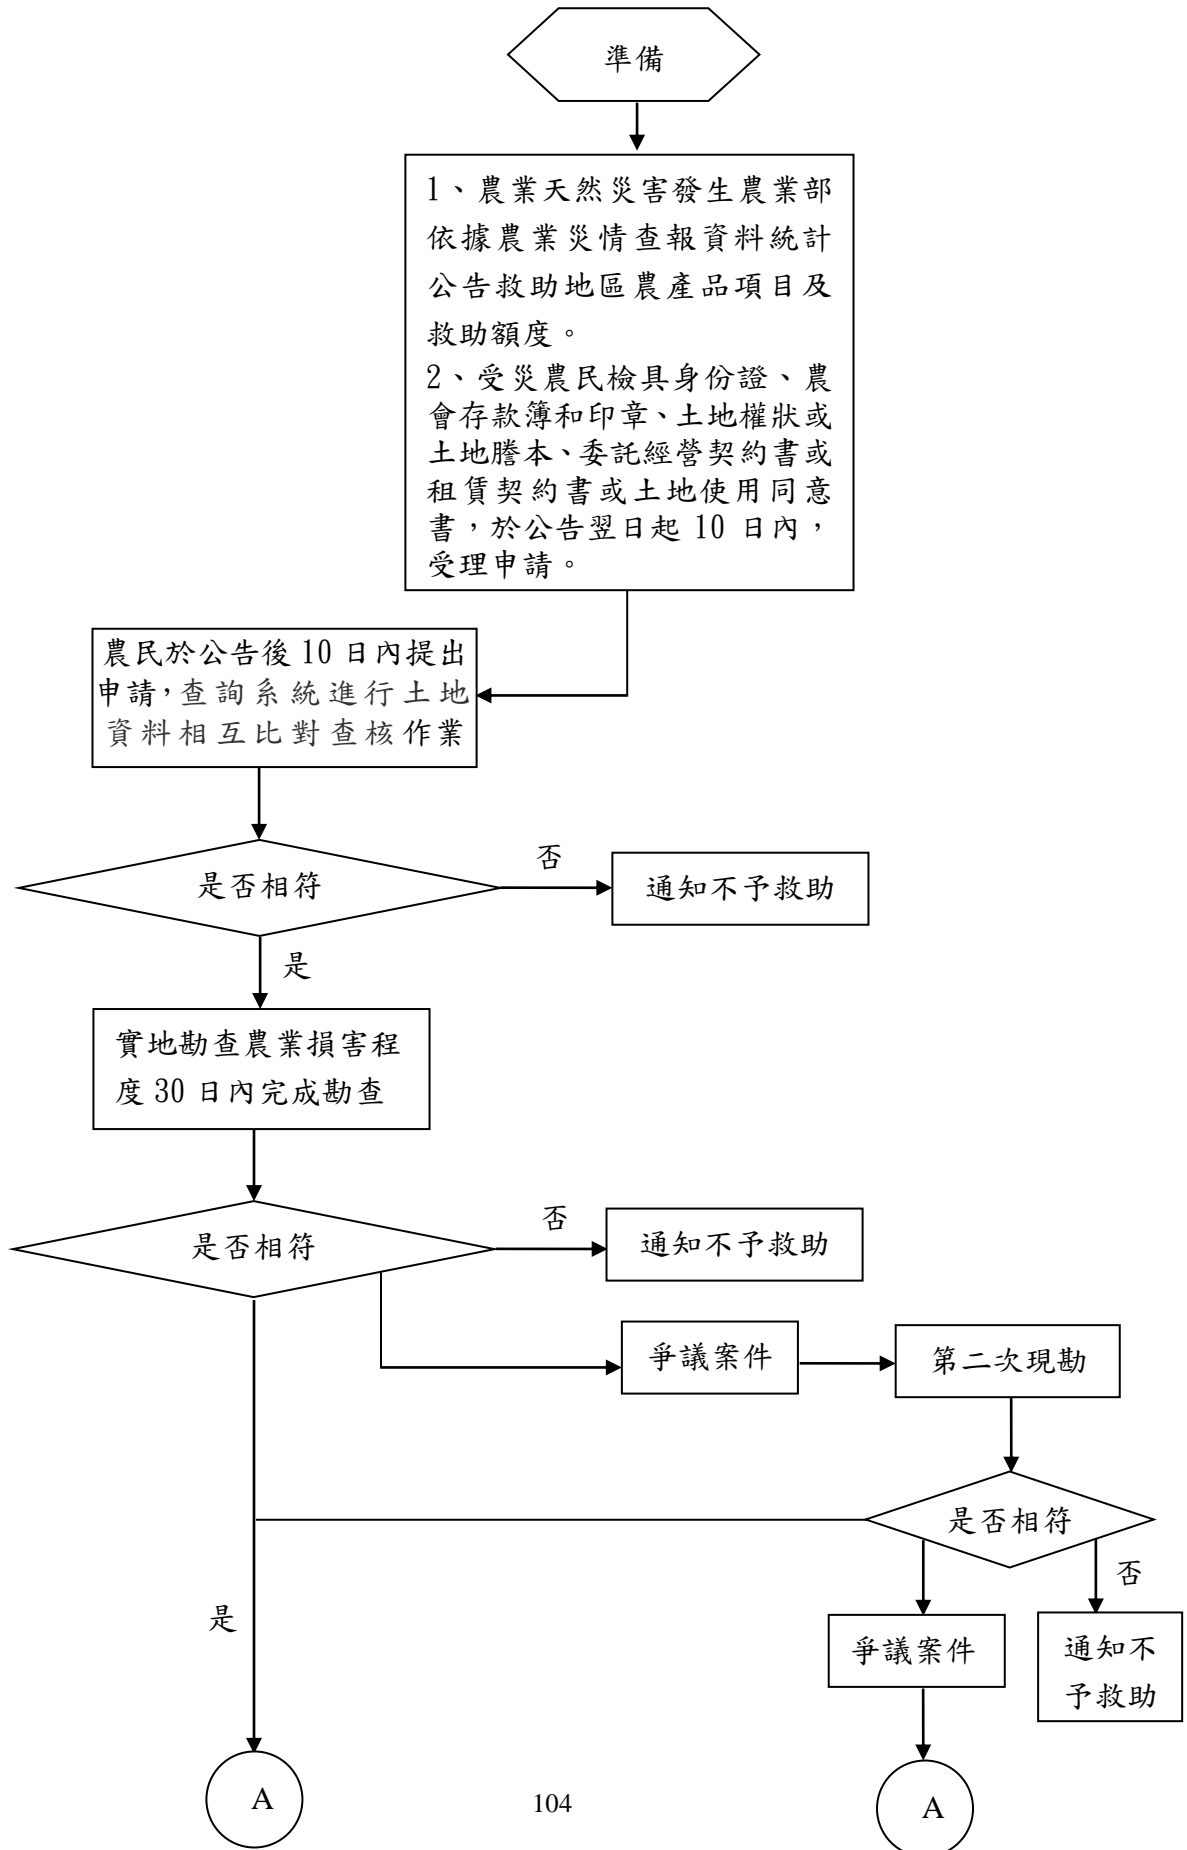 準備
1、農業天然災害發生農業部
依據農業災情查報資料統計
公告救助地區農產品項目及
救助額度。
2、受災農民檢具身份證、農
會存款簿和印章、土地權狀或
土地謄本、委託經營契約書或
租賃契約書或土地使用同意
書，於公告翌日起 10 日內，
受理申請。
農民於公告後 10 日內提出
申請，查詢系統進行土地
資料相互比對查核作業
是否相符
否
通知不予救助
是
實地勘查農業損害程
度 30 日內完成勘查
是否相符
否
通知不予救助
爭議案件
第二次現勘
是否相符
否
是
爭議案件
通知不
予救助
A
104
A